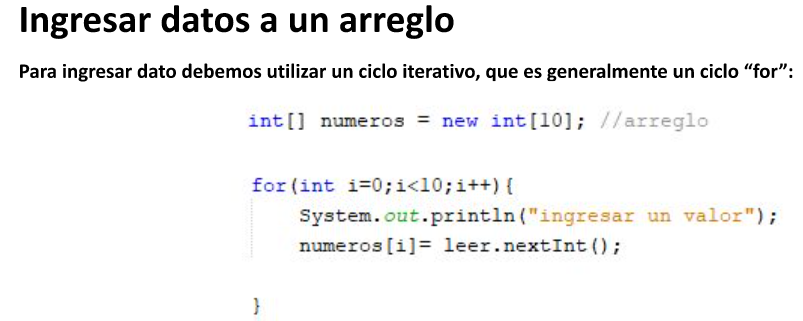 Ingresar datos a un arreglo
Para ingresar dato debemos utilizar un ciclo iterativo, que es generalmente un ciclo “for”:
int[] numeros = new int[10]; //arreglo
for(int i=0;i<10;i++){
System.out.println("ingresar un valor");
numeros[i]= leer.nextInt();
}